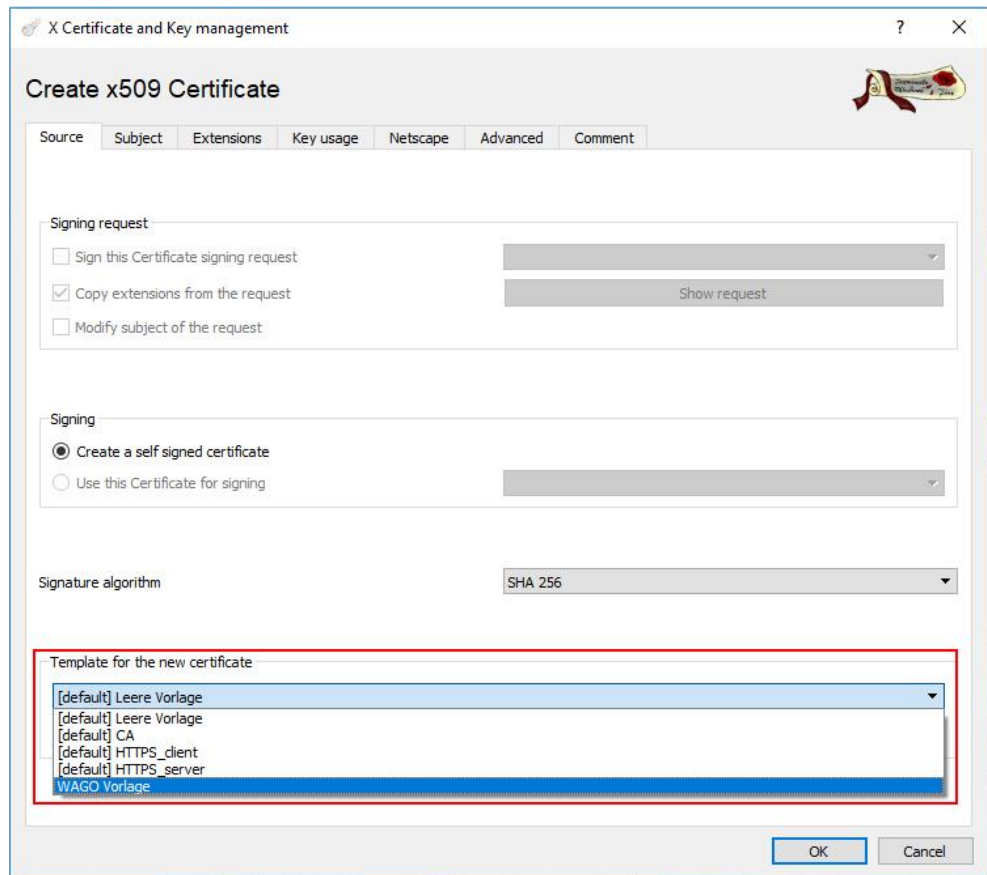 X Certificate and Key management
?
Create x509 Certificate
Source Subject Extensions Key usage Netscape Advanced Comment
Signing request
Sign this Certificate signing request
Copy extensions from the request
Show request
Modify subject of the request
Signing
Create a self signed certificate
Use this Certificate for signing
Signature algorithm
SHA 256
Template for the new certificate
[default] Leere Vorlage
[default] Leere Vorlage
[default] CA
[default] HTTPS_client
[default] HTTPS_server
WAGO Vorlage
OK Cancel